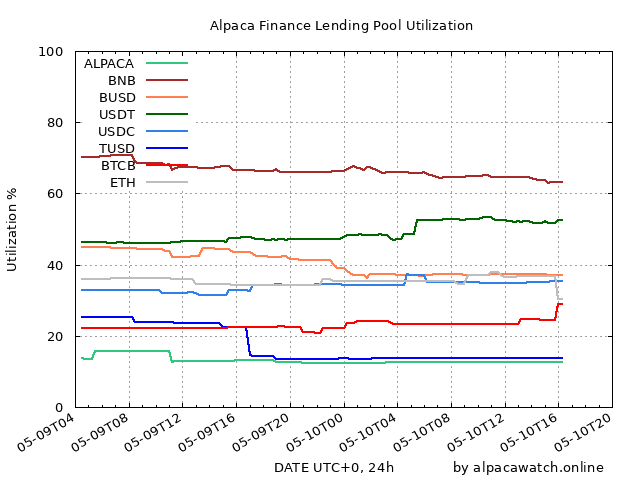 Alpaca Finance Lending Pool Utilization
100
80
60
40
20
0
Utilization %
ALPACA
BNB
BUSD
USDT
USDC
TUSD
BTCB
ETH
05-09T04
05-09T08
05-09T12
05-09T16
05-09T20
05-10T00
05-10T04
05-10T08
05-10T12
05-10T16
05-10T20
DATE UTC+0, 24h
by alpacawatch.online